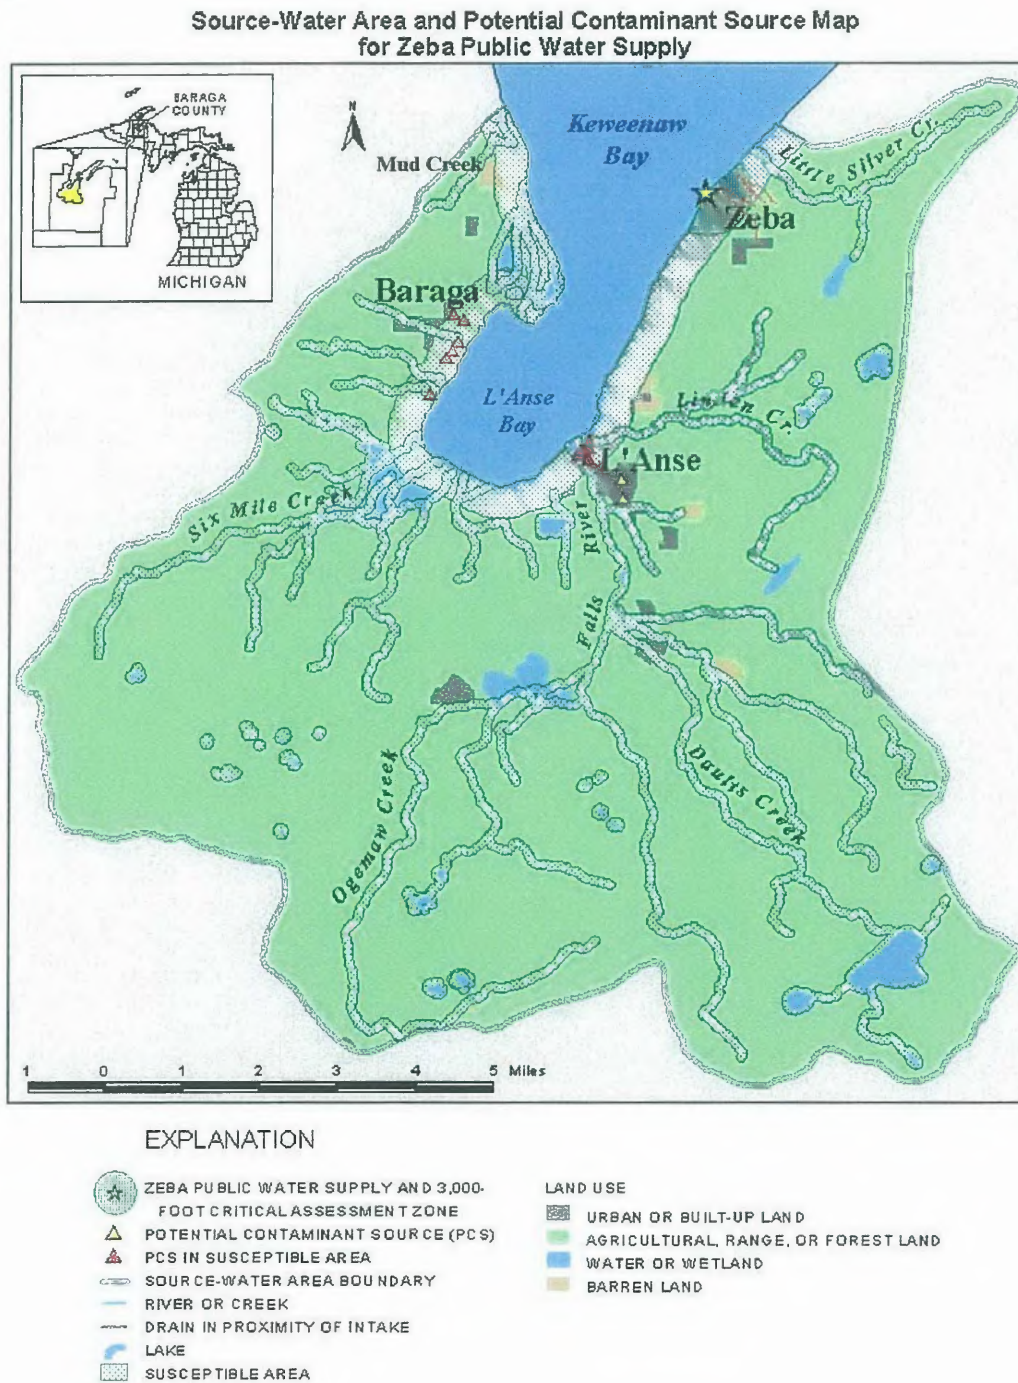 Source-Water Area and Potential Contaminant Source Map
for Zeba Public Water Supply
BARAGA
COUNTY
MICHIGAN
N
Keweenaw
Bay
Mud Creek
Little Silver Cr.
Zeba
Baraga
L'Anse
Bay
Linden Cr.
L'Anse
Six Mile Creek
Falls River
Ogemaw Creek
Daults Creek
1 0 1 2 3 4 5 Miles
EXPLANATION
ZEBA PUBLIC WATER SUPPLY AND 3,000-
FOOT CRITICAL ASSESSMENT ZONE
POTENTIAL CONTAMINANT SOURCE (PCS)
PCS IN SUSCEPTIBLE AREA
SOURCE-WATER AREA BOUNDARY
RIVER OR CREEK
DRAIN IN PROXIMITY OF INTAKE
LAKE
SUSCEPTIBLE AREA
LAND USE
URBAN OR BUILT-UP LAND
AGRICULTURAL, RANGE, OR FOREST LAND
WATER OR WETLAND
BARREN LAND